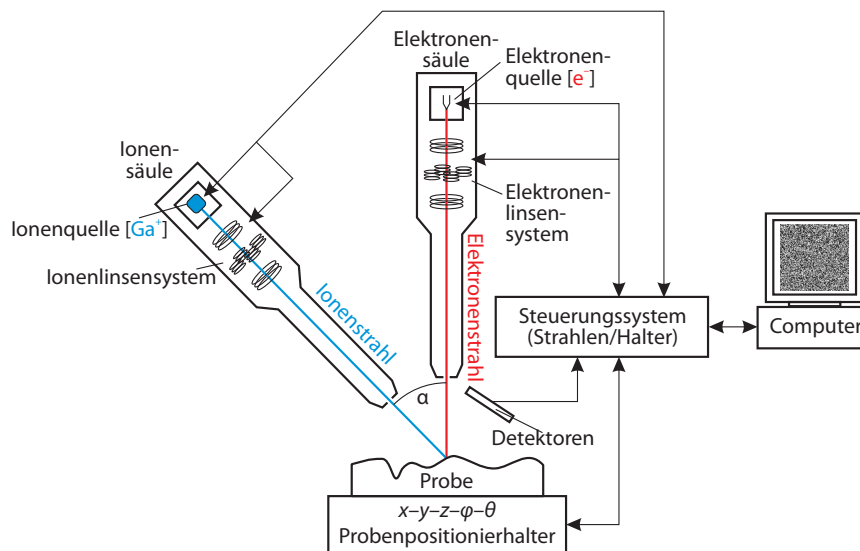 Elektronen-
säule
Elektronen-
quelle [e⁻]
Ionen-
säule
Ionenquelle [Ga⁺]
Ionenlinsensystem
Elektronen-
linsen-
system
Ionenstrahl
Elektronenstrahl
Steuerungssystem
(Strahlen/Halter)
Computer
α
Detektoren
Probe
x–y–z–φ–θ
Probenpositionierhalter